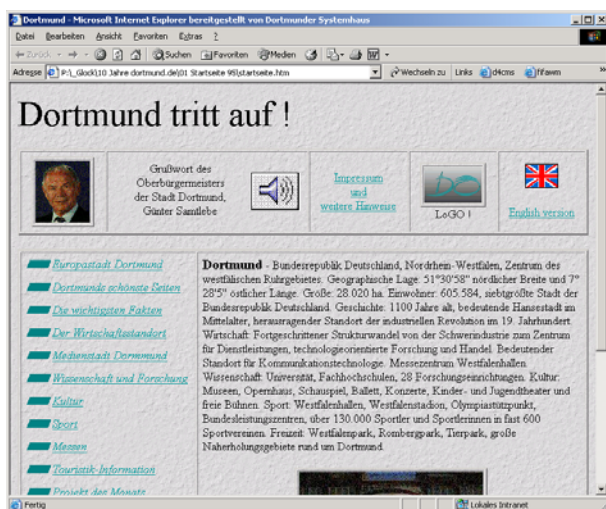 Dortmund - Microsoft Internet Explorer bereitgestellt von Dortmunder Systemhaus
Datei Bearbeiten Ansicht Favoriten Extras ?
Zurück Suchen Favoriten Medien
Adresse P:\_Glock\10 Jahre dortmund.de\01 Startseite 95\startseite.htm Wechseln zu Links d4cms fifawm
Dortmund tritt auf !
Grußwort des
Oberbürgermeisters
der Stadt Dortmund,
Günter Samtlebe
Impressum
und
weitere Hinweise
LoGO !
English version
Europastadt Dortmund
Dortmunds schönste Seiten
Die wichtigsten Fakten
Der Wirtschaftsstandort
Medienstadt Dormmund
Wissenschaft und Forschung
Kultur
Sport
Messen
Touristik-Information
Projekt des Monats
Dortmund - Bundesrepublik Deutschland, Nordrhein-Westfalen, Zentrum des
westfälischen Ruhrgebietes. Geographische Lage: 51°30'58" nördlicher Breite und 7°
28'5" östlicher Länge. Größe: 28.020 ha. Einwohner: 605.584, siebtgrößte Stadt der
Bundesrepublik Deutschland. Geschichte: 1100 Jahre alt, bedeutende Hansestadt im
Mittelalter, herausragender Standort der industriellen Revolution im 19. Jahrhundert.
Wirtschaft: Fortgeschrittener Strukturwandel von der Schwerindustrie zum Zentrum
für Dienstleistungen, technologieorientierte Forschung und Handel. Bedeutender
Standort für Kommunikationstechnologie. Messezentrum Westfalenhallen
Wissenschaft: Universität, Fachhochschulen, 28 Forschungseinrichtungen. Kultur:
Museen, Opernhaus, Schauspiel, Ballett, Konzerte, Kinder- und Jugendtheater und
freie Bühnen. Sport: Westfalenhallen, Westfalenstadion, Olympiastützpunkt,
Bundesleistungszentren, über 130.000 Sportler und Sportlerinnen in fast 600
Sportvereinen. Freizeit: Westfalenpark, Rombergpark, Tierpark, große
Naherholungsgebiete rund um Dortmund.
Fertig Lokales Intranet